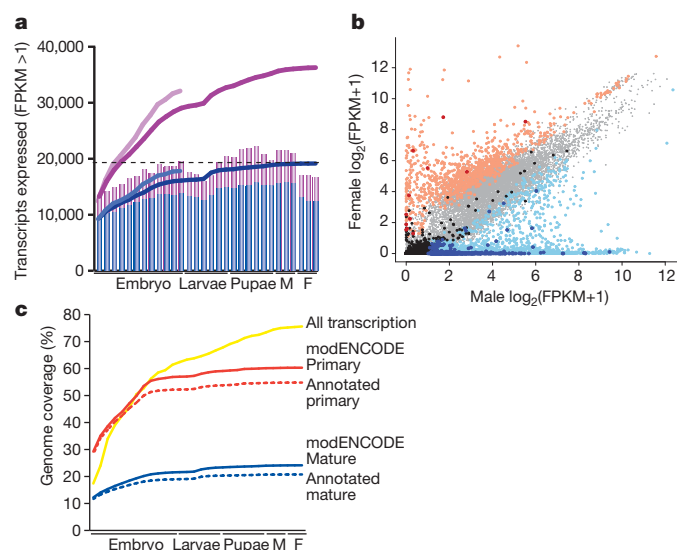 a
Transcripts expressed (FPKM >1)
40,000
30,000
20,000
10,000
0
Embryo Larvae Pupae M F
b
Female log2(FPKM+1)
12
10
8
6
4
2
0
0 2 4 6 8 10 12
Male log2(FPKM+1)
c
Genome coverage (%)
80
70
60
50
40
30
20
10
0
All transcription
modENCODE
Primary
Annotated
primary
modENCODE
Mature
Annotated
mature
Embryo Larvae Pupae M F